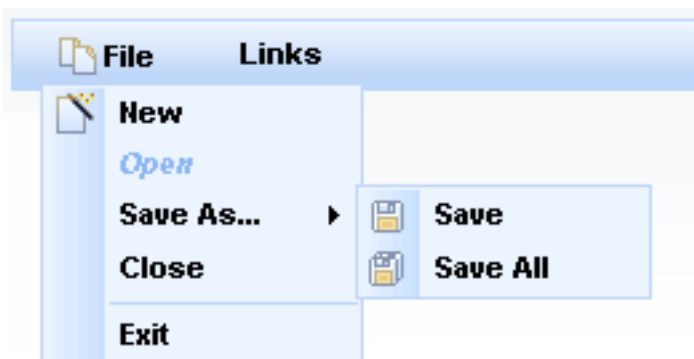 File Links
New
Open
Save As...
Save
Close
Save All
Exit